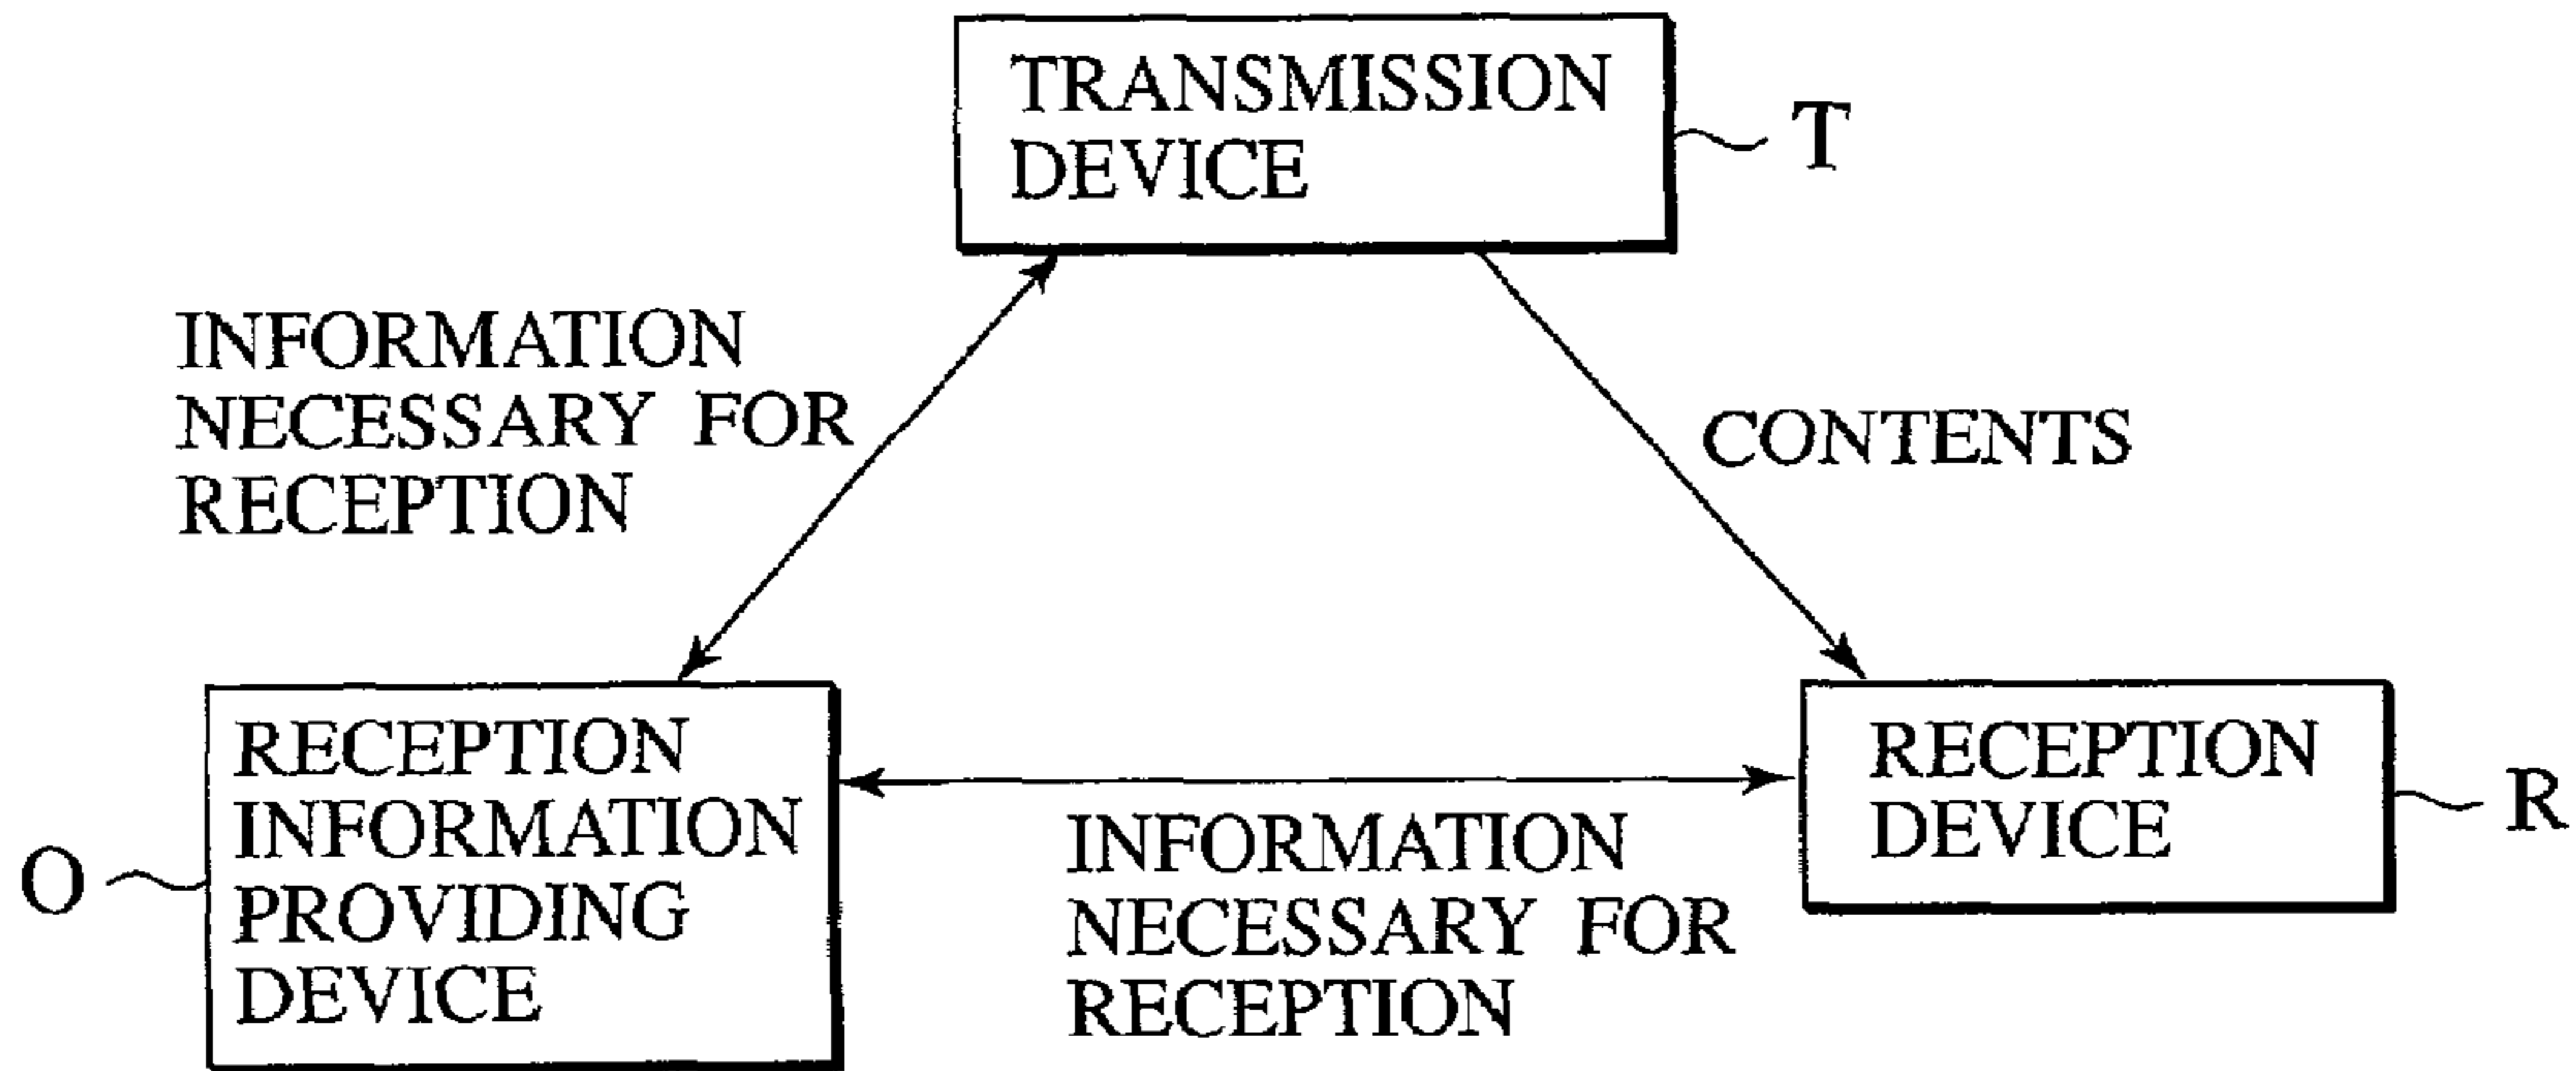 TRANSMISSION
DEVICE
T
INFORMATION
NECESSARY FOR
RECEPTION
CONTENTS
RECEPTION
INFORMATION
PROVIDING
DEVICE
O
INFORMATION
NECESSARY FOR
RECEPTION
RECEPTION
DEVICE
R